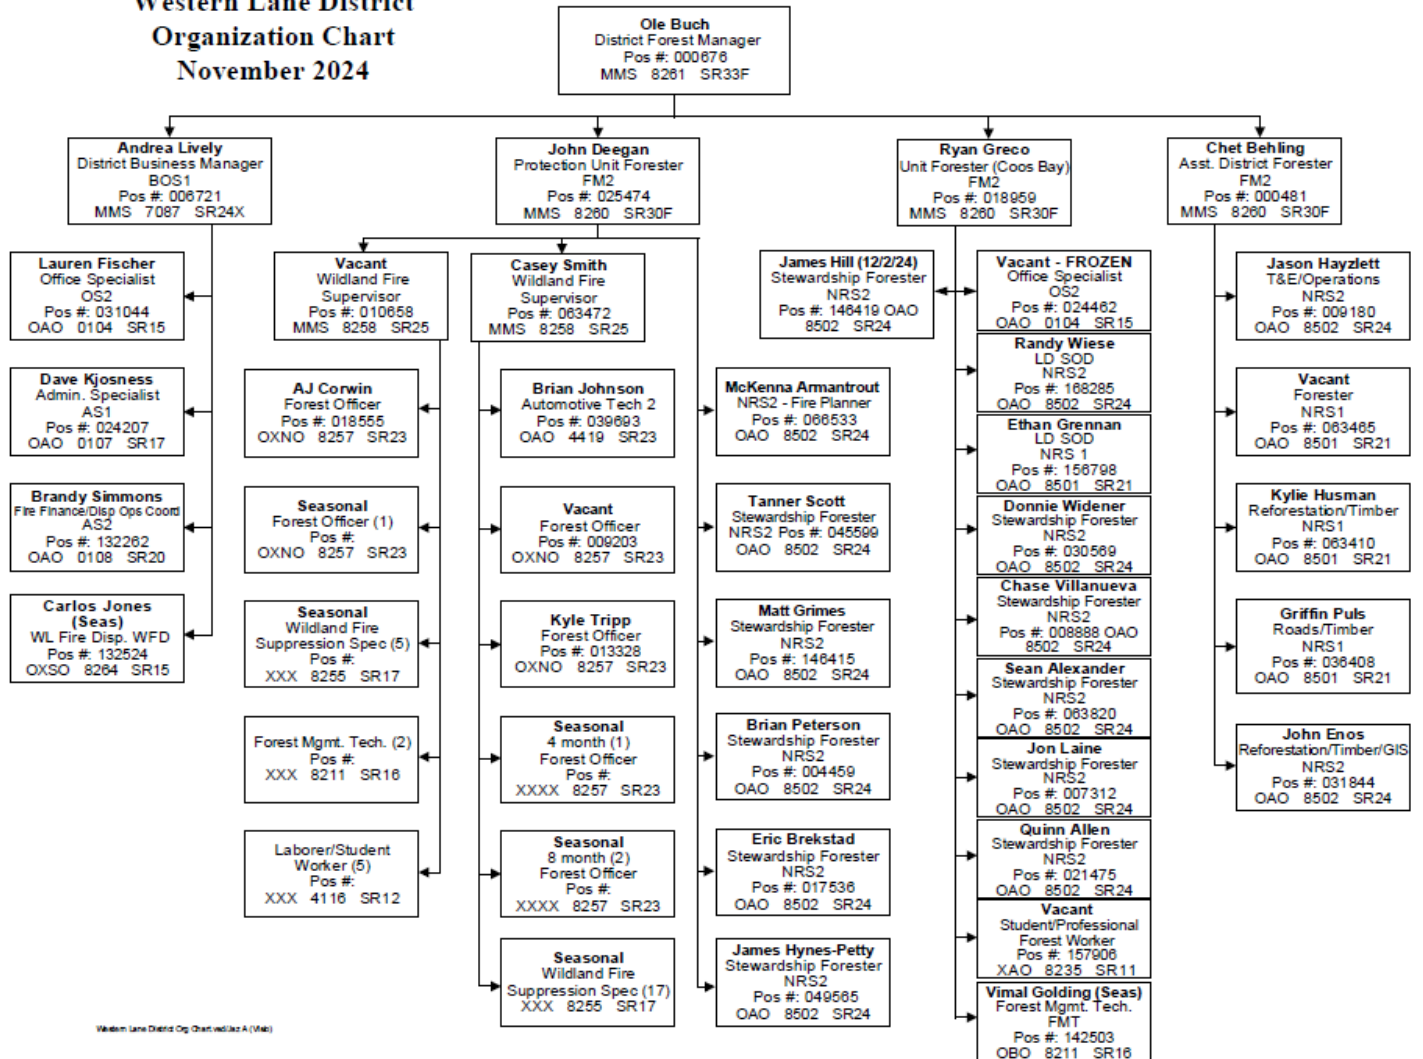 Western Lane District
Organization Chart
November 2024
Ole Buch
District Forest Manager
Pos #: 000676
MMS 8261 SR33F
Andrea Lively
District Business Manager
BOS1
Pos #: 006721
MMS 7087 SR24X
John Deegan
Protection Unit Forester
FM2
Pos #: 025474
MMS 8260 SR30F
Ryan Greco
Unit Forester (Coos Bay)
FM2
Pos #: 018959
MMS 8260 SR30F
Chet Behling
Asst. District Forester
FM2
Pos #: 000481
MMS 8260 SR30F
Lauren Fischer
Office Specialist
OS2
Pos #: 031044
OAO 0104 SR15
Dave Kjosness
Admin. Specialist
AS1
Pos #: 024207
OAO 0107 SR17
Brandy Simmons
Fire Finance/Disp Ops Coord
AS2
Pos #: 132262
OAO 0108 SR20
Carlos Jones
(Seas)
WL Fire Disp. WFD
Pos #: 132524
OXSO 8264 SR15
Vacant
Wildland Fire
Supervisor
Pos #: 010658
MMS 8258 SR25
AJ Corwin
Forest Officer
Pos #: 018555
OXNO 8257 SR23
Seasonal
Forest Officer (1)
Pos #:
OXNO 8257 SR23
Seasonal
Wildland Fire
Suppression Spec (5)
Pos #:
XXX 8255 SR17
Forest Mgmt. Tech. (2)
Pos #:
XXX 8211 SR16
Laborer/Student
Worker (5)
Pos #:
XXX 4116 SR12
Casey Smith
Wildland Fire
Supervisor
Pos #: 063472
MMS 8258 SR25
Brian Johnson
Automotive Tech 2
Pos #: 039693
OAO 4419 SR23
Vacant
Forest Officer
Pos #: 009203
OXNO 8257 SR23
Kyle Tripp
Forest Officer
Pos #: 013328
OXNO 8257 SR23
Seasonal
4 month (1)
Forest Officer
Pos #:
XXXX 8257 SR23
Seasonal
8 month (2)
Forest Officer
Pos #:
XXXX 8257 SR23
Seasonal
Wildland Fire
Suppression Spec (17)
XXX 8255 SR17
McKenna Armantrout
NRS2 - Fire Planner
Pos #: 066533
OAO 8502 SR24
Tanner Scott
Stewardship Forester
NRS2 Pos #: 045599
OAO 8502 SR24
Matt Grimes
Stewardship Forester
NRS2
Pos #: 146415
OAO 8502 SR24
Brian Peterson
Stewardship Forester
NRS2
Pos #: 004459
OAO 8502 SR24
Eric Brekstad
Stewardship Forester
NRS2
Pos #: 017536
OAO 8502 SR24
James Hynes-Petty
Stewardship Forester
NRS2
Pos #: 049565
OAO 8502 SR24
James Hill (12/2/24)
Stewardship Forester
NRS2
Pos #: 146419 OAO
8502 SR24
Vacant - FROZEN
Office Specialist
OS2
Pos #: 024462
OAO 0104 SR15
Randy Wiese
LD SOD
NRS2
Pos #: 168285
OAO 8502 SR24
Ethan Grennan
LD SOD
NRS 1
Pos #: 156798
OAO 8501 SR21
Donnie Widener
Stewardship Forester
NRS2
Pos #: 030569
OAO 8502 SR24
Chase Villanueva
Stewardship Forester
NRS2
Pos #: 008888 OAO
8502 SR24
Sean Alexander
Stewardship Forester
NRS2
Pos #: 063820
OAO 8502 SR24
Jon Laine
Stewardship Forester
NRS2
Pos #: 007312
OAO 8502 SR24
Quinn Allen
Stewardship Forester
NRS2
Pos #: 021475
OAO 8502 SR24
Vacant
Student/Professional
Forest Worker
Pos #: 157906
XAO 8235 SR11
Vimal Golding (Seas)
Forest Mgmt. Tech.
FMT
Pos #: 142503
OBO 8211 SR16
Jason Hayzlett
T&E/Operations
NRS2
Pos #: 009180
OAO 8502 SR24
Vacant
Forester
NRS1
Pos #: 063465
OAO 8501 SR21
Kylie Husman
Reforestation/Timber
NRS1
Pos #: 063410
OAO 8501 SR21
Griffin Puls
Roads/Timber
NRS1
Pos #: 036408
OAO 8501 SR21
John Enos
Reforestation/Timber/GIS
NRS2
Pos #: 031844
OAO 8502 SR24
Western Lane District Org Chart.vsd/Jaz A (Visio)